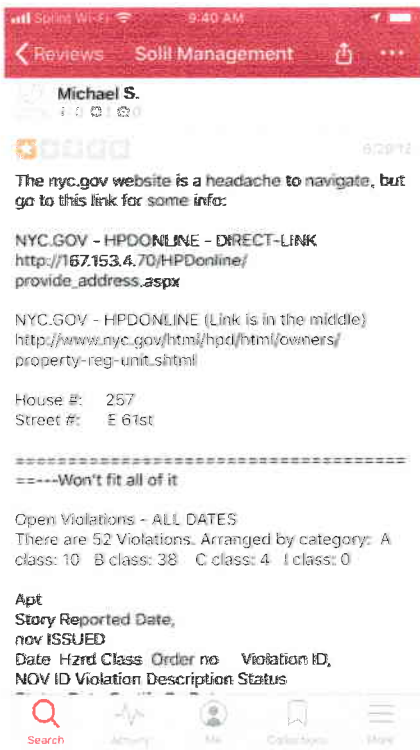 Sprint Wi-Fi 9:40 AM
Reviews Solil Management
Michael S.
0 1 0
6/29/12
The nyc.gov website is a headache to navigate, but
go to this link for some info:
NYC.GOV - HPDONLINE - DIRECT-LINK
http://167.153.4.70/HPDonline/
provide_address.aspx
NYC.GOV - HPDONLINE (Link is in the middle)
http://www.nyc.gov/html/hpd/html/owners/
property-reg-unit.shtml
House #: 257
Street #: E 61st
=====================================
==----Won't fit all of it
Open Violations - ALL DATES
There are 52 Violations. Arranged by category: A
class: 10 B class: 38 C class: 4 I class: 0
Apt
Story Reported Date,
nov ISSUED
Date Hzrd Class Order no Violation ID,
NOV ID Violation Description Status
Search Activity Me Collections More